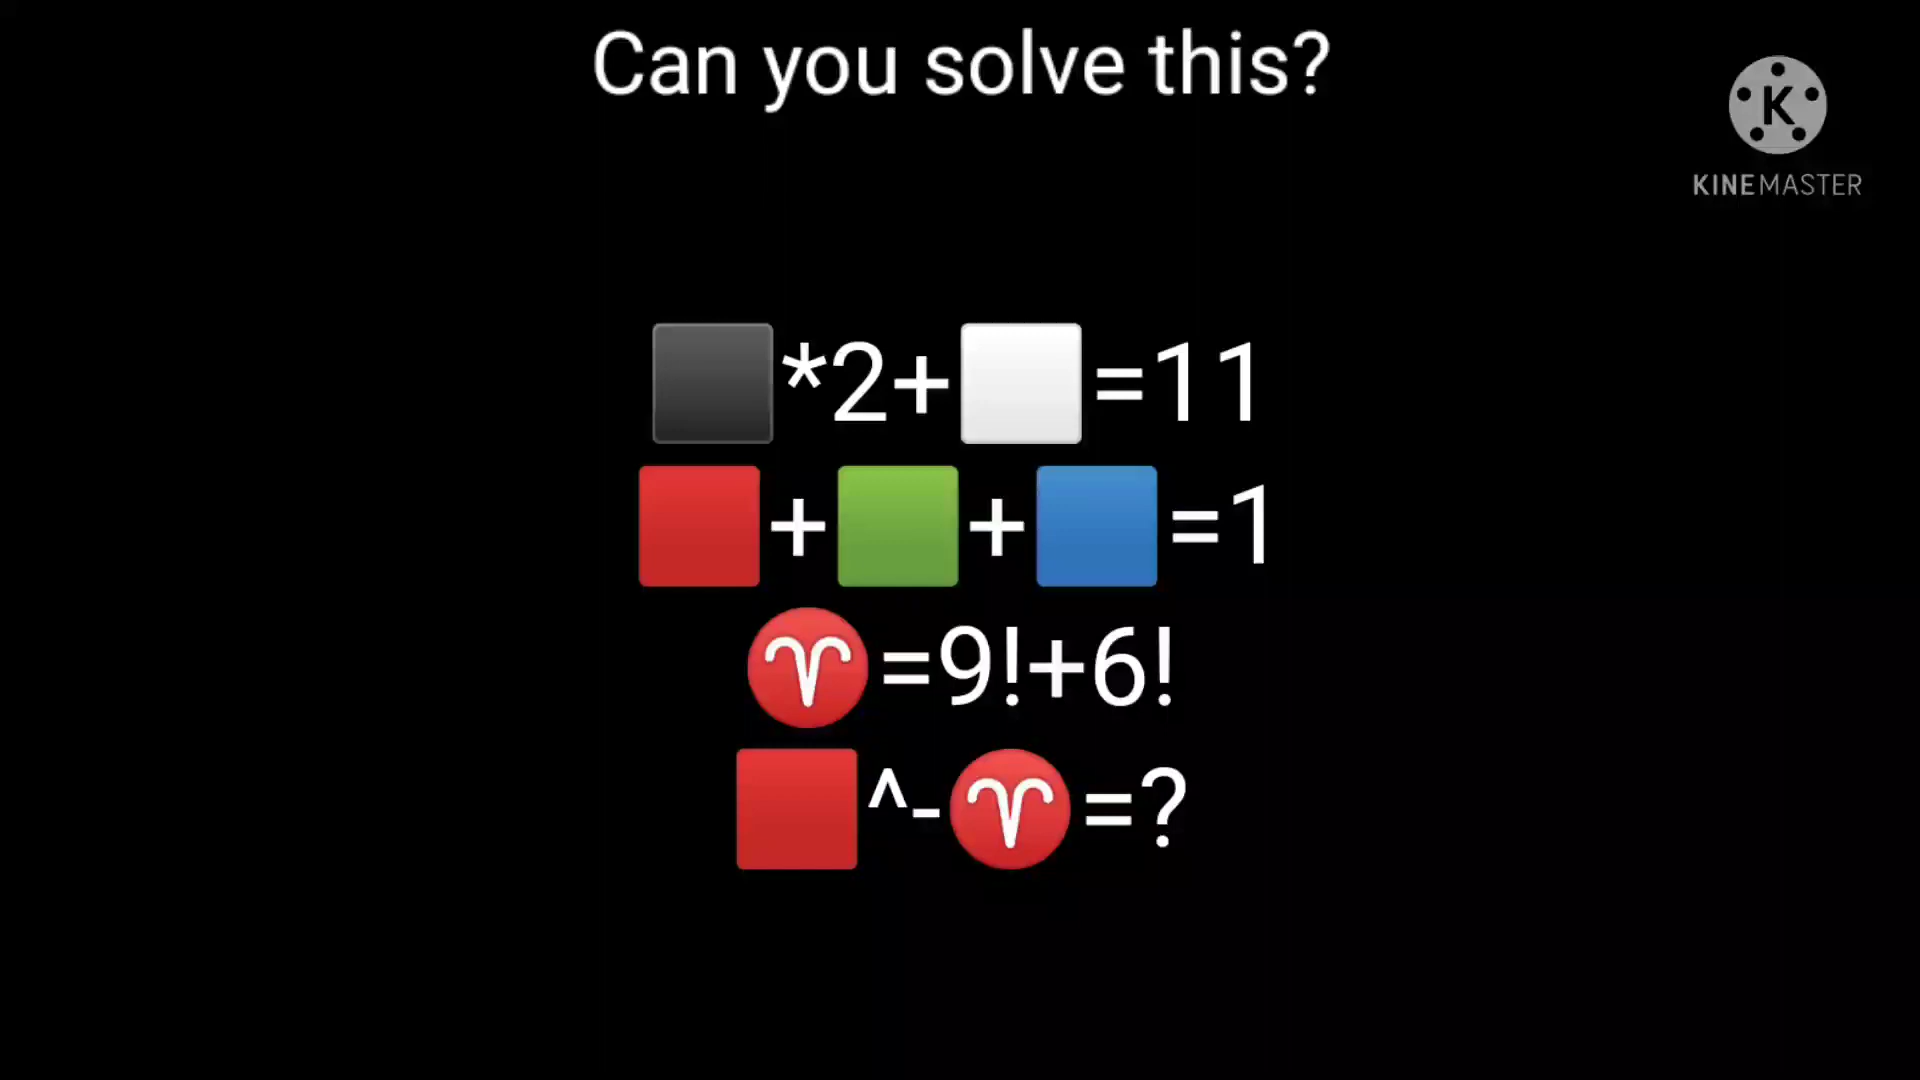 Can you solve this?
K
KINEMASTER
⬛*2+⬜=11
🟥+🟩+🟦=1
♈=9!+6!
🟥^-♈=?